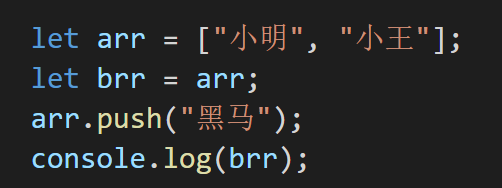 let arr = ["小明", "小王"];
let brr = arr;
arr.push("黑马");
console.log(brr);